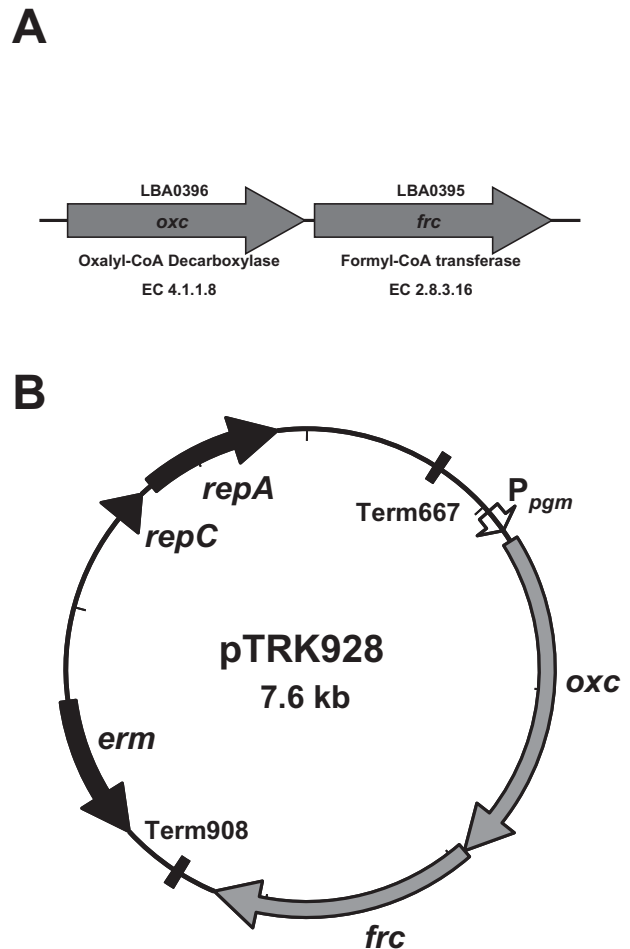 A
LBA0396
LBA0395
oxc
frc
Oxalyl-CoA Decarboxylase
Formyl-CoA transferase
EC 4.1.1.8
EC 2.8.3.16
B
repA
repC
Term667
Ppgm
pTRK928
7.6 kb
oxc
erm
Term908
frc